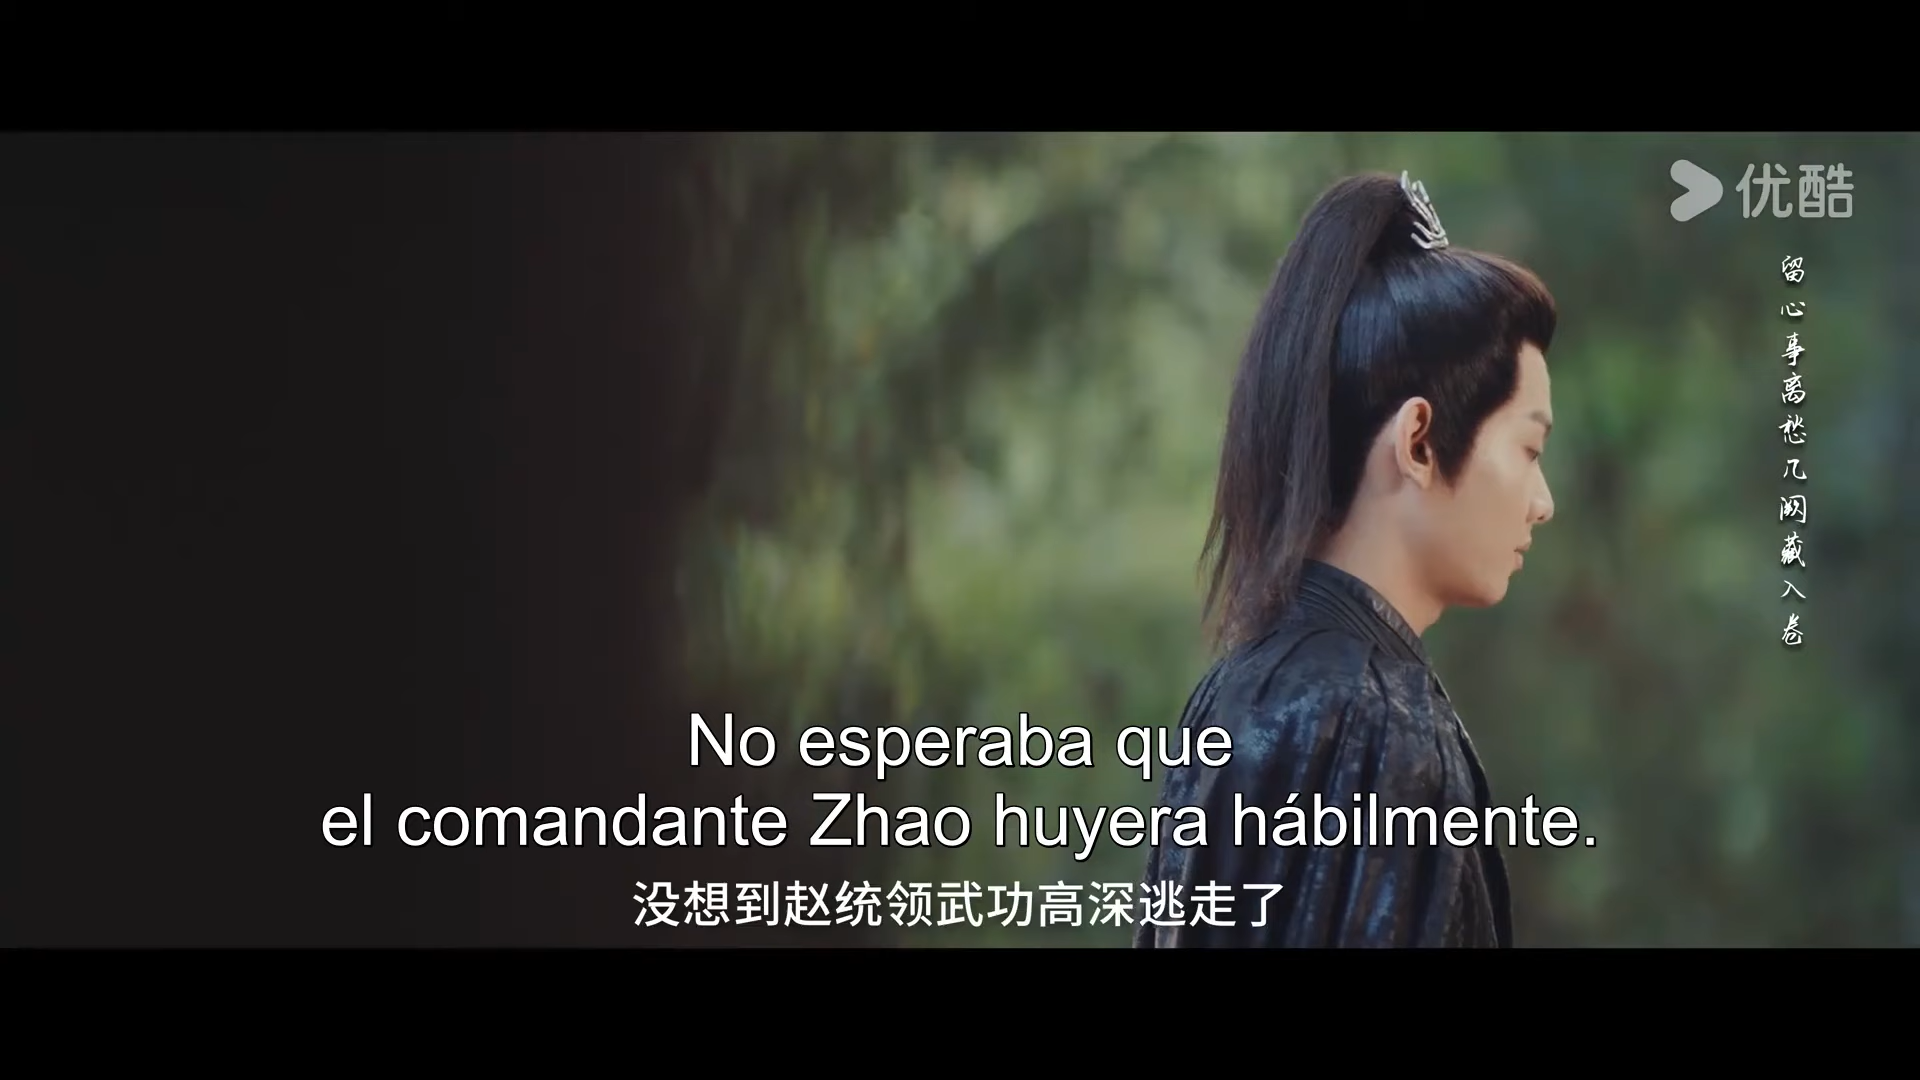 优酷
留心事离愁几阙藏入卷
No esperaba que
el comandante Zhao huyera hábilmente.
没想到赵统领武功高深逃走了